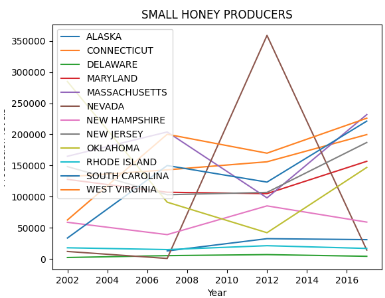 SMALL HONEY PRODUCERS
350000
300000
250000
200000
150000
100000
50000
0
ALASKA
CONNECTICUT
DELAWARE
MARYLAND
MASSACHUSETTS
NEVADA
NEW HAMPSHIRE
NEW JERSEY
OKLAHOMA
RHODE ISLAND
SOUTH CAROLINA
WEST VIRGINIA
2002 2004 2006 2008 2010 2012 2014 2016
Year